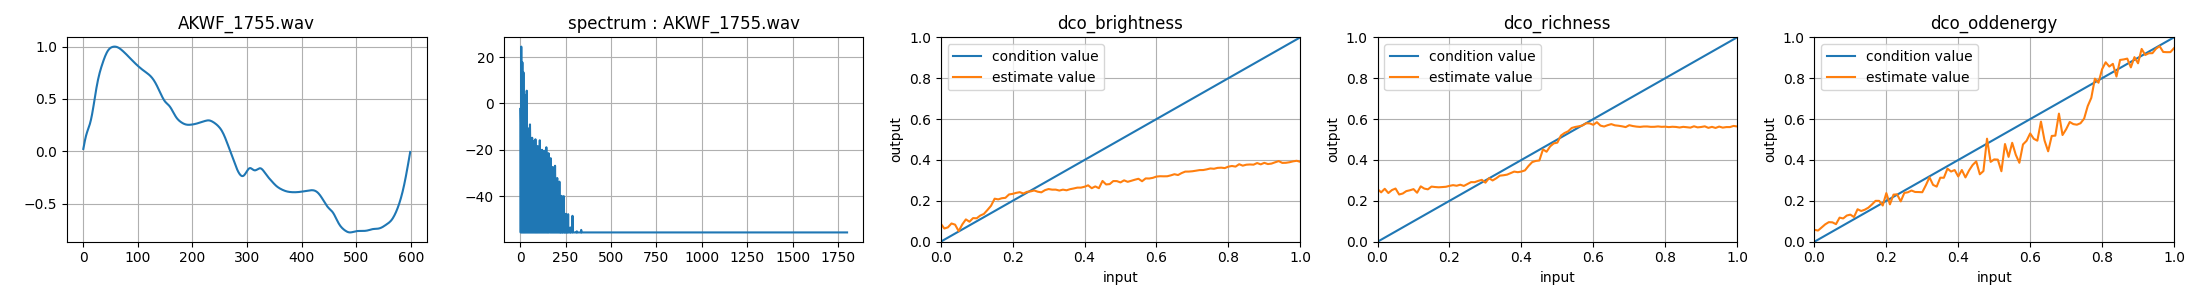 AKWF_1755.wav
1.0
0.5
0.0
−0.5
0 100 200 300 400 500 600
spectrum : AKWF_1755.wav
20
0
−20
−40
0 250 500 750 1000 1250 1500 1750
dco_brightness
condition value
estimate value
output
1.0
0.8
0.6
0.4
0.2
0.0
0.0 0.2 0.4 0.6 0.8 1.0
input
dco_richness
condition value
estimate value
output
1.0
0.8
0.6
0.4
0.2
0.0
0.0 0.2 0.4 0.6 0.8 1.0
input
dco_oddenergy
condition value
estimate value
output
1.0
0.8
0.6
0.4
0.2
0.0
0.0 0.2 0.4 0.6 0.8 1.0
input